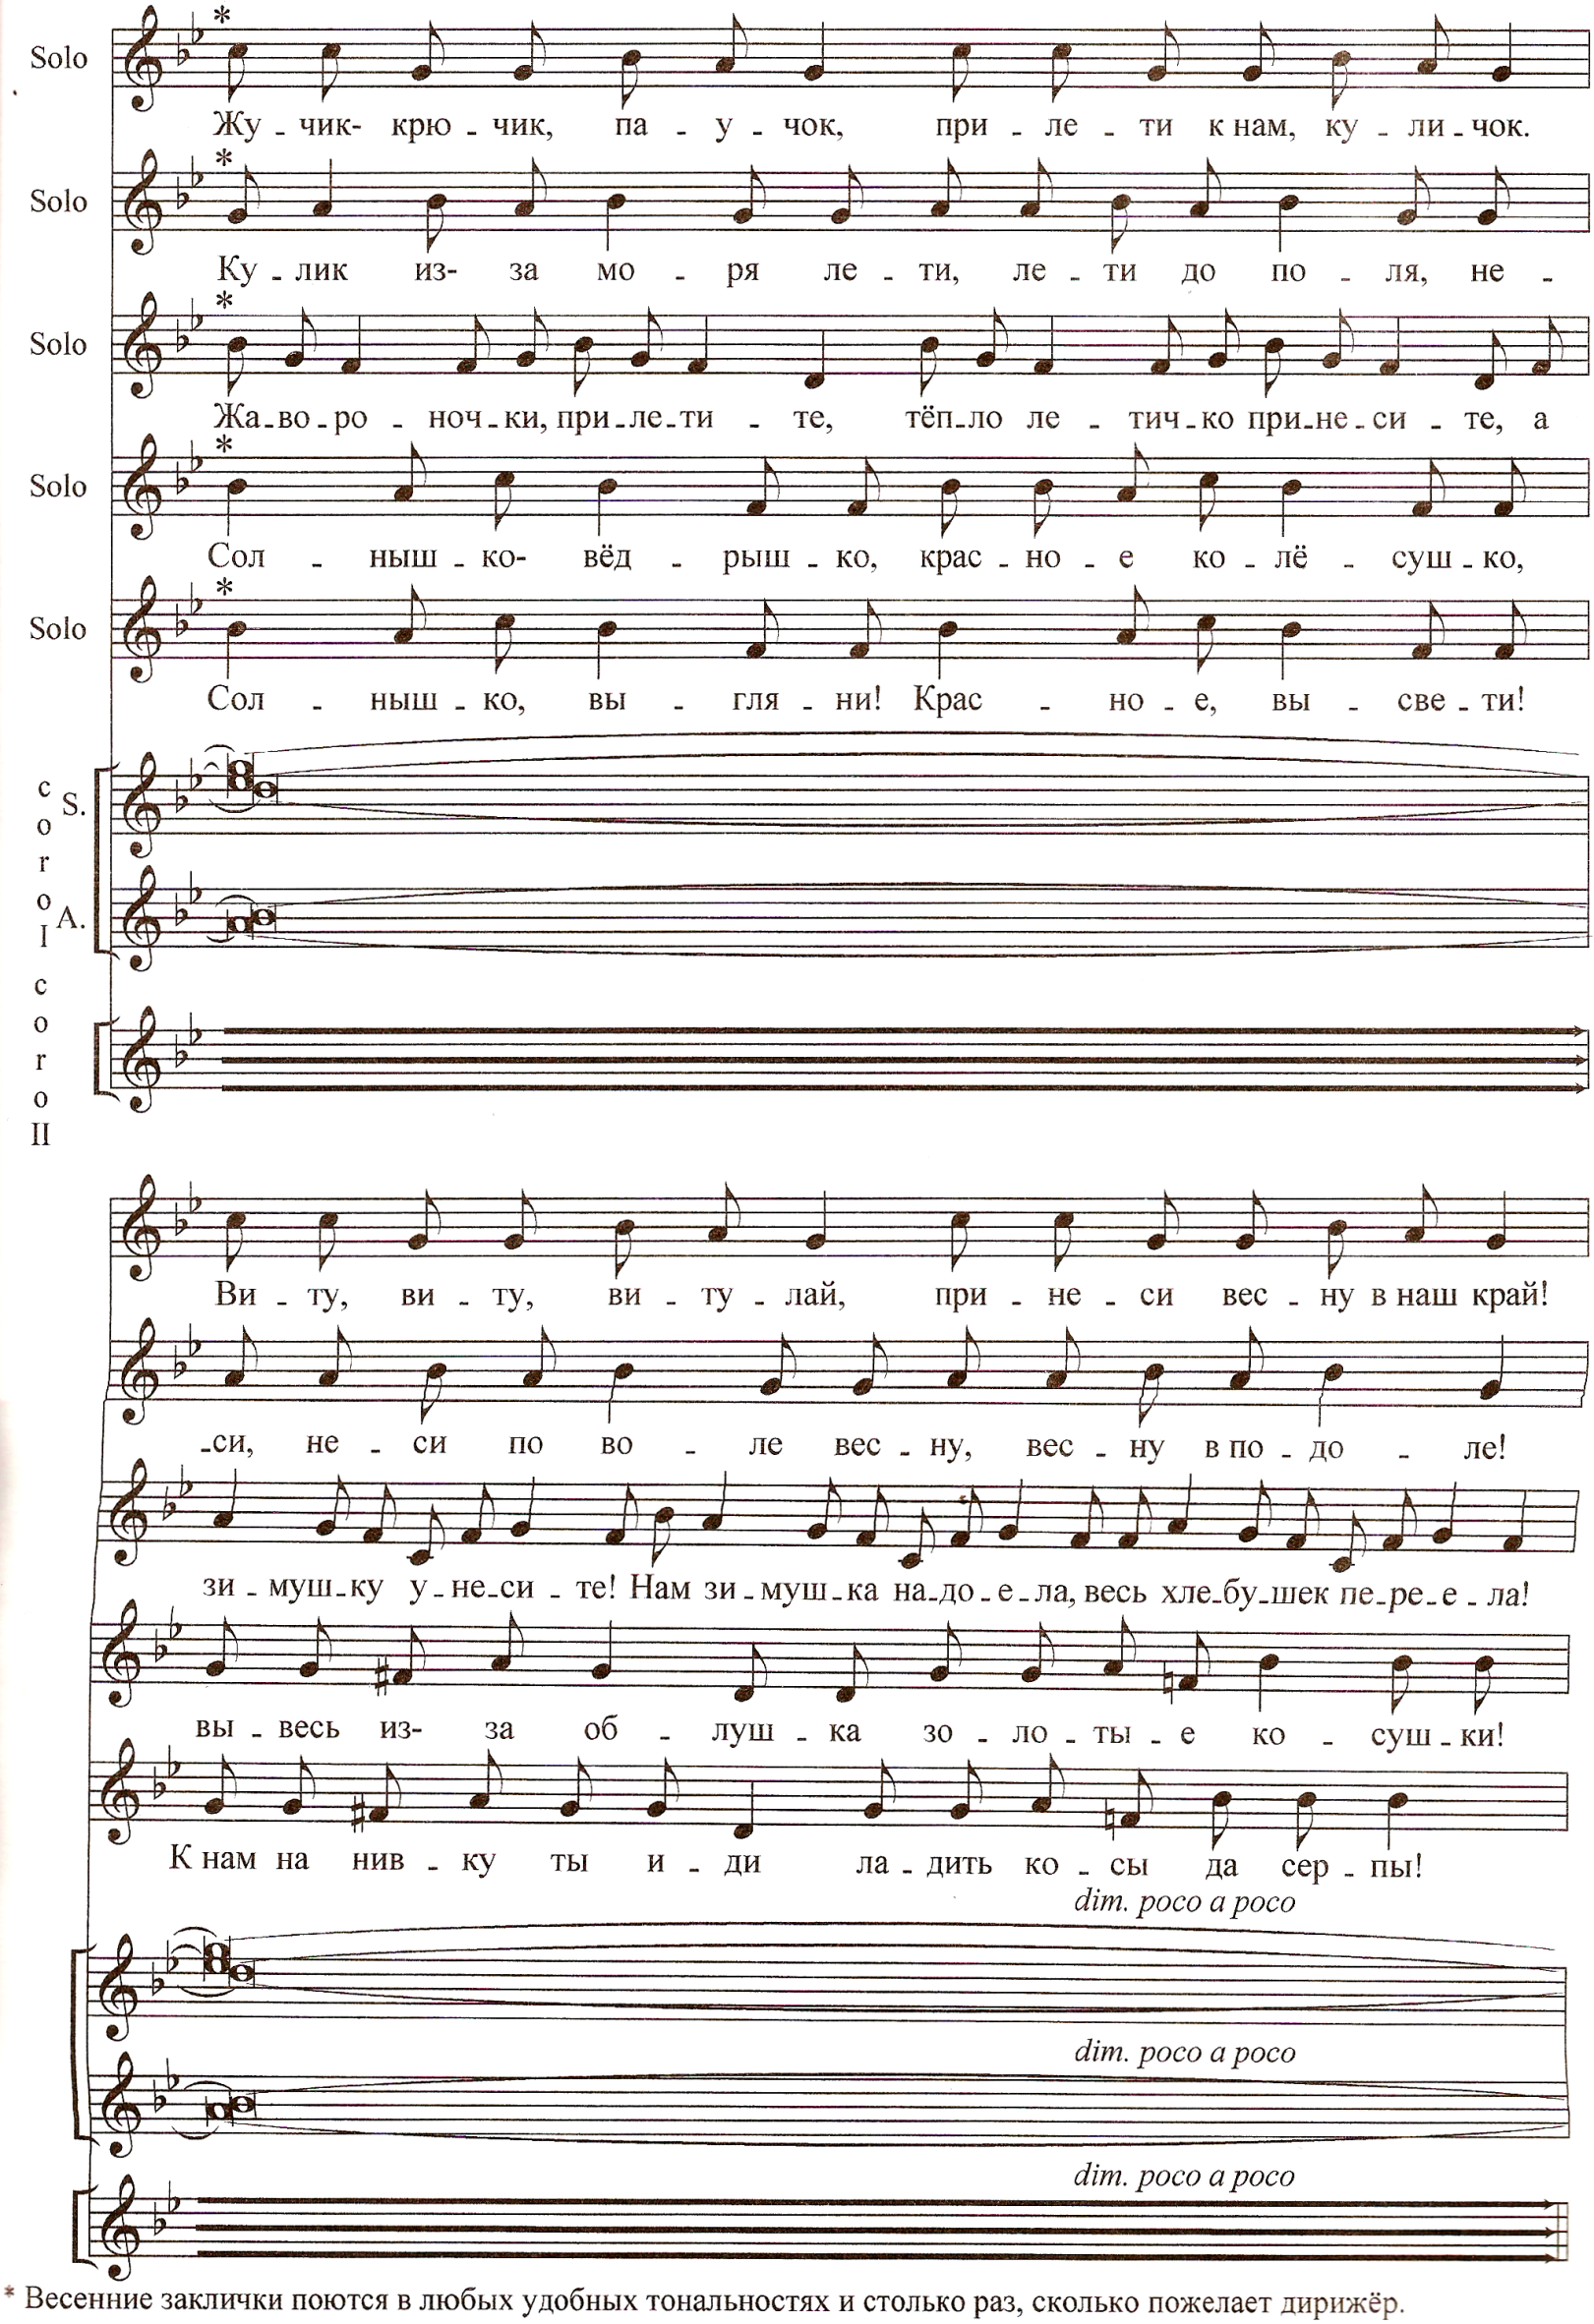 *
Solo
Жу - чик- крю - чик, па - у - чок, при - ле - ти к нам, ку - ли - чок.
*
Solo
Ку - лик из- за мо - ря ле - ти, ле - ти до по - ля, не -
*
Solo
Жа-во-ро - ноч-ки, при-ле-ти - те, тёп-ло ле - тич-ко при-не-си - те, а
*
Solo
Сол - ныш - ко- вёд - рыш - ко, крас - но - е ко - лё - суш - ко,
*
Solo
Сол - ныш - ко, вы - гля - ни! Крас - но - е, вы - све - ти!
coro I
S.
A.
coro II
Ви - ту, ви - ту, ви - ту - лай, при - не - си вес - ну в наш край!
-си, не - си по во - ле вес - ну, вес - ну в по - до - ле!
зи - муш-ку у-не-си - те! Нам зи-муш-ка на-до-е-ла, весь хле-бу-шек пе-ре-е-ла!
вы - весь из- за об - луш - ка зо - ло - ты - е ко - суш - ки!
К нам на нив - ку ты и - ди ла - дить ко - сы да сер - пы!
dim. poco a poco
dim. poco a poco
dim. poco a poco
* Весенние заклички поются в любых удобных тональностях и столько раз, сколько пожелает дирижёр.